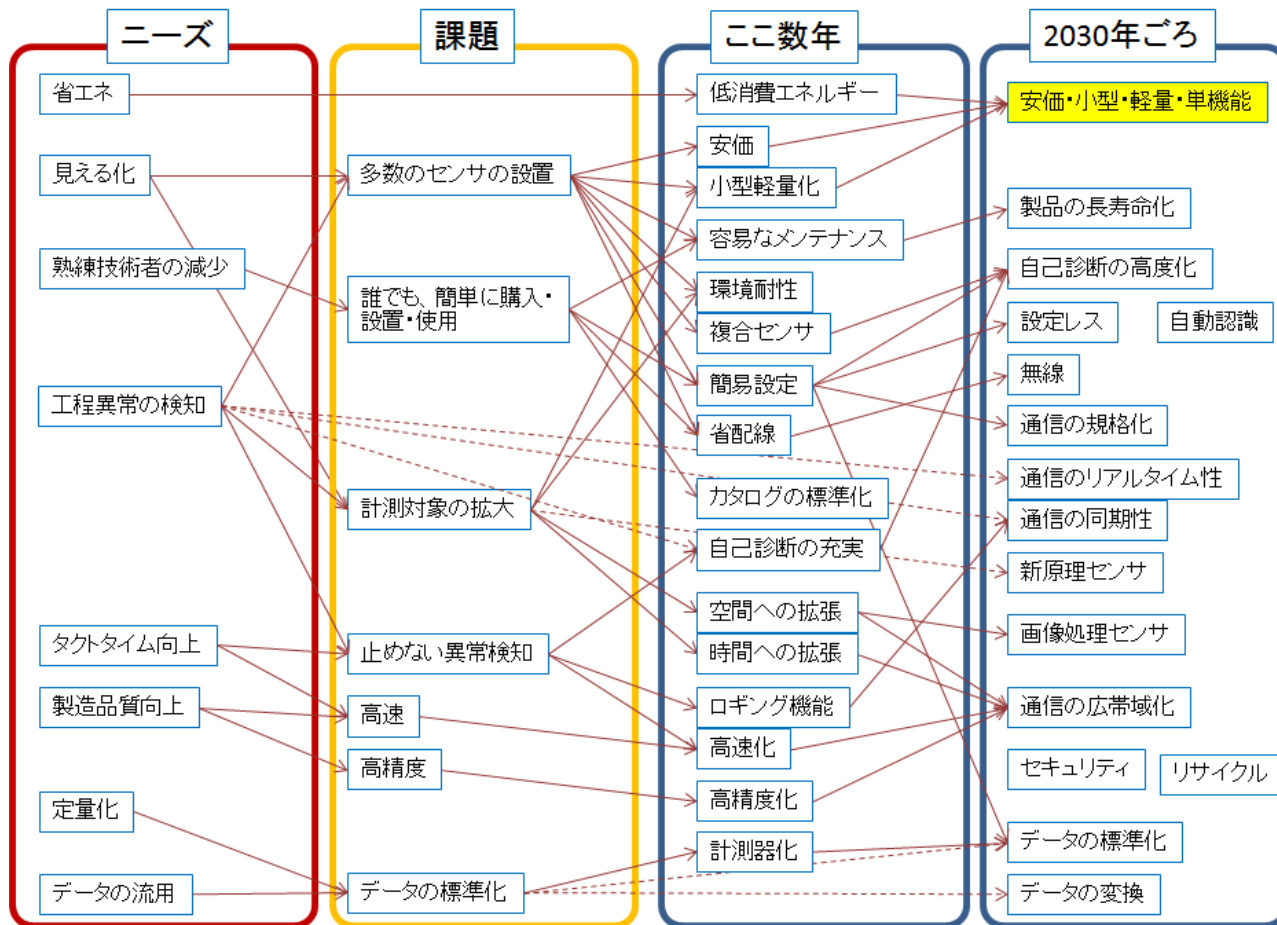 ニーズ
省エネ
見える化
熟練技術者の減少
工程異常の検知
タクトタイム向上
製造品質向上
定量化
データの流用
課題
多数のセンサの設置
誰でも、簡単に購入・
設置・使用
計測対象の拡大
止めない異常検知
高速
高精度
データの標準化
ここ数年
低消費エネルギー
安価
小型軽量化
容易なメンテナンス
環境耐性
複合センサ
簡易設定
省配線
カタログの標準化
自己診断の充実
空間への拡張
時間への拡張
ロギング機能
高速化
高精度化
計測器化
2030年ごろ
安価・小型・軽量・単機能
製品の長寿命化
自己診断の高度化
設定レス
自動認識
無線
通信の規格化
通信のリアルタイム性
通信の同期性
新原理センサ
画像処理センサ
通信の広帯域化
セキュリティ
リサイクル
データの標準化
データの変換